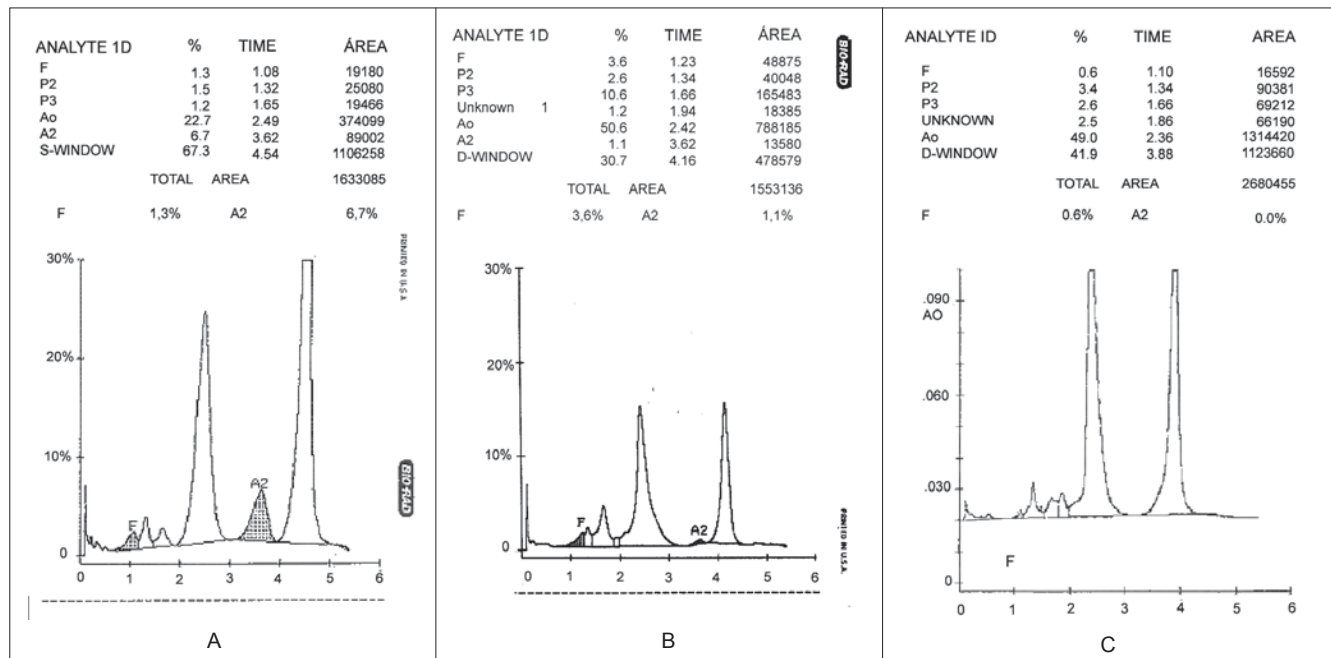 ANALYTE 1D % TIME ÁREA
F 1.3 1.08 19180
P2 1.5 1.32 25080
P3 1.2 1.65 19466
Ao 22.7 2.49 374099
A2 6.7 3.62 89002
S-WINDOW 67.3 4.54 1106258
TOTAL AREA 1633085
F 1,3% A2 6,7%
PRINTED IN U.S.A.
30%
20%
10%
0
F
A2
BIO-RAD
0 1 2 3 4 5 6
A
ANALYTE 1D % TIME ÁREA
F 3.6 1.23 48875
P2 2.6 1.34 40048
P3 10.6 1.66 165483
Unknown 1 1.2 1.94 18385
Ao 50.6 2.42 788185
A2 1.1 3.62 13580
D-WINDOW 30.7 4.16 478579
TOTAL AREA 1553136
F 3,6% A2 1,1%
BIO-RAD
30%
20%
10%
0
F
A2
PRINTED IN U.S.A.
0 1 2 3 4 5 6
B
ANALYTE ID % TIME AREA
F 0.6 1.10 16592
P2 3.4 1.34 90381
P3 2.6 1.66 69212
UNKNOWN 2.5 1.86 66190
Ao 49.0 2.36 1314420
D-WINDOW 41.9 3.88 1123660
TOTAL AREA 2680455
F 0.6% A2 0.0%
.090
AO
.060
.030
0
F
0 1 2 3 4 5 6
C